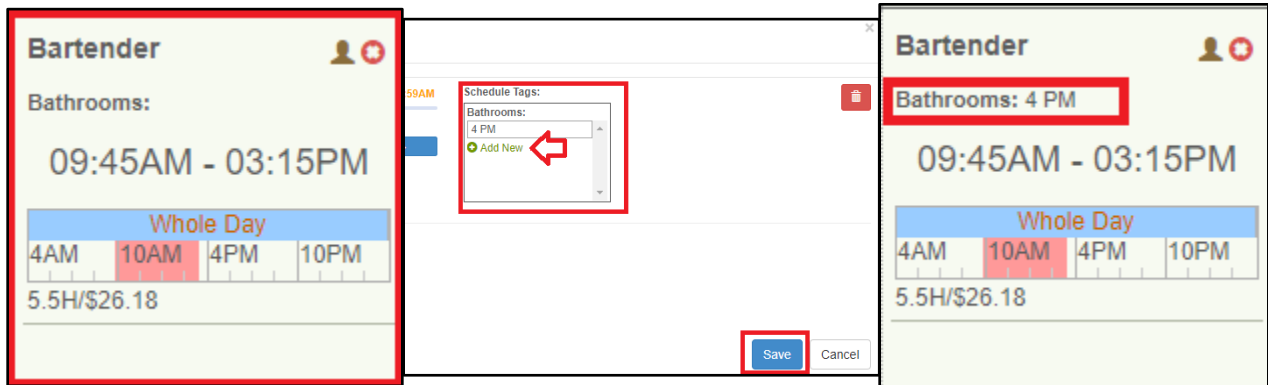 Bartender
Bathrooms:
09:45AM - 03:15PM
Whole Day
4AM 10AM 4PM 10PM
5.5H/$26.18
×
59AM
Schedule Tags:
Bathrooms:
4 PM
Add New
Save Cancel
Bartender
Bathrooms: 4 PM
09:45AM - 03:15PM
Whole Day
4AM 10AM 4PM 10PM
5.5H/$26.18